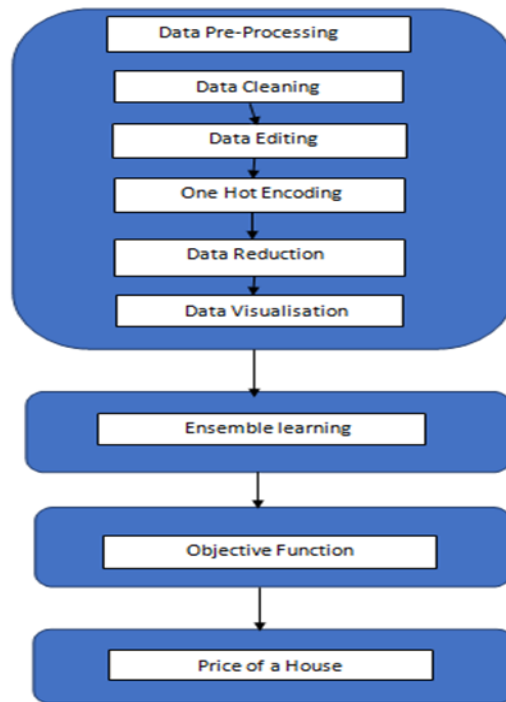 Data Pre-Processing
Data Cleaning
Data Editing
One Hot Encoding
Data Reduction
Data Visualisation
Ensemble learning
Objective Function
Price of a House